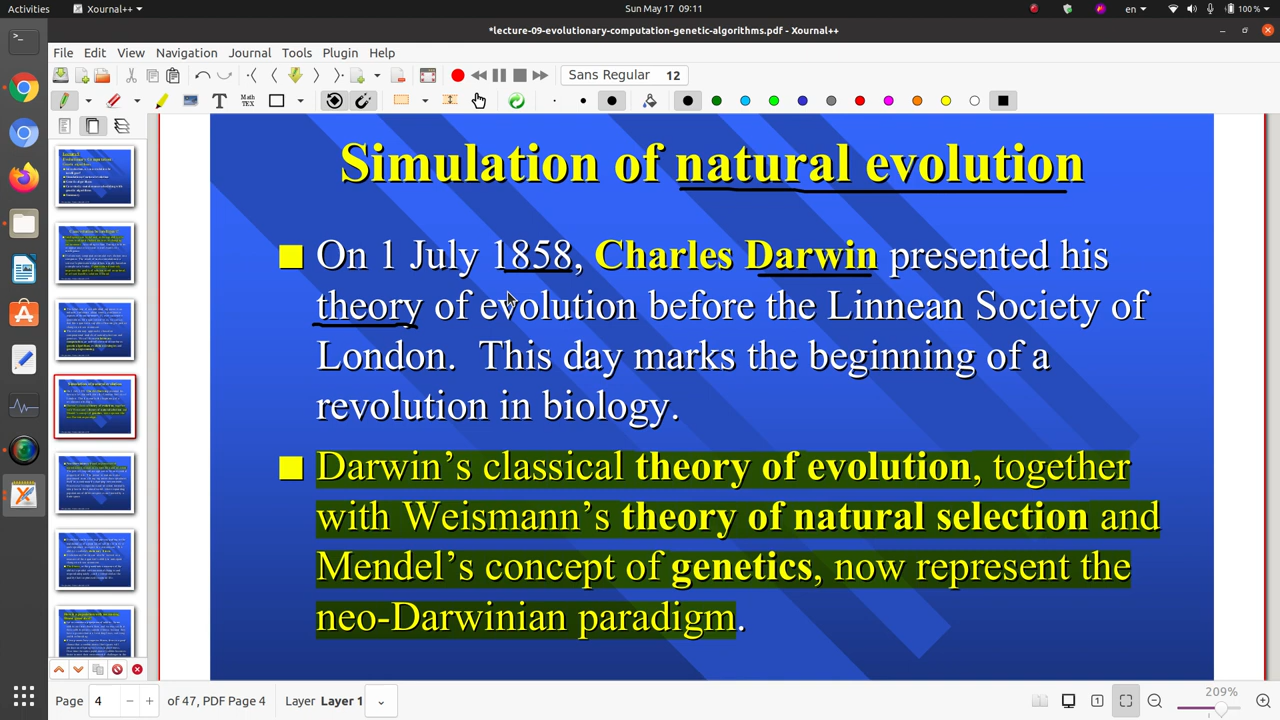 Activities
Xournal++
Sun May 17 09:11
en
100 %
*lecture-09-evolutionary-computation-genetic-algorithms.pdf - Xournal++
File Edit View Navigation Journal Tools Plugin Help
Sans Regular 12
Math
TEX
Simulation of natural evolution
On 1 July 1858, Charles Darwin presented his
theory of evolution before the Linnean Society of
London. This day marks the beginning of a
revolution in biology.
Darwin's classical theory of evolution, together
with Weismann's theory of natural selection and
Mendel's concept of genetics, now represent the
neo-Darwinian paradigm.
Page 4 of 47, PDF Page 4 Layer Layer 1
209%